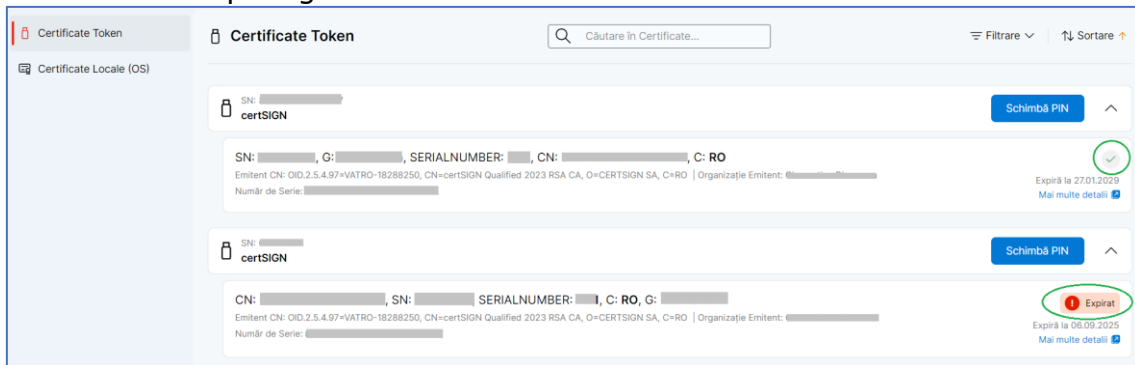 Certificate Token
Certificate Locale (OS)
Certificate Token
Căutare în Certificate...
Filtrare
Sortare
SN:
certSIGN
Schimbă PIN
SN: , G: , SERIALNUMBER: , CN: , C: RO
Emitent CN: OID.2.5.4.97=VATRO-18288250, CN=certSIGN Qualified 2023 RSA CA, O=CERTSIGN SA, C=RO | Organizație Emitent:
Număr de Serie:
Expiră la 27.01.2029
Mai multe detalii
SN:
certSIGN
Schimbă PIN
CN: , SN: SERIALNUMBER: , C: RO, G:
Emitent CN: OID.2.5.4.97=VATRO-18288250, CN=certSIGN Qualified 2023 RSA CA, O=CERTSIGN SA, C=RO | Organizație Emitent:
Număr de Serie:
Expirat
Expiră la 06.09.2025
Mai multe detalii